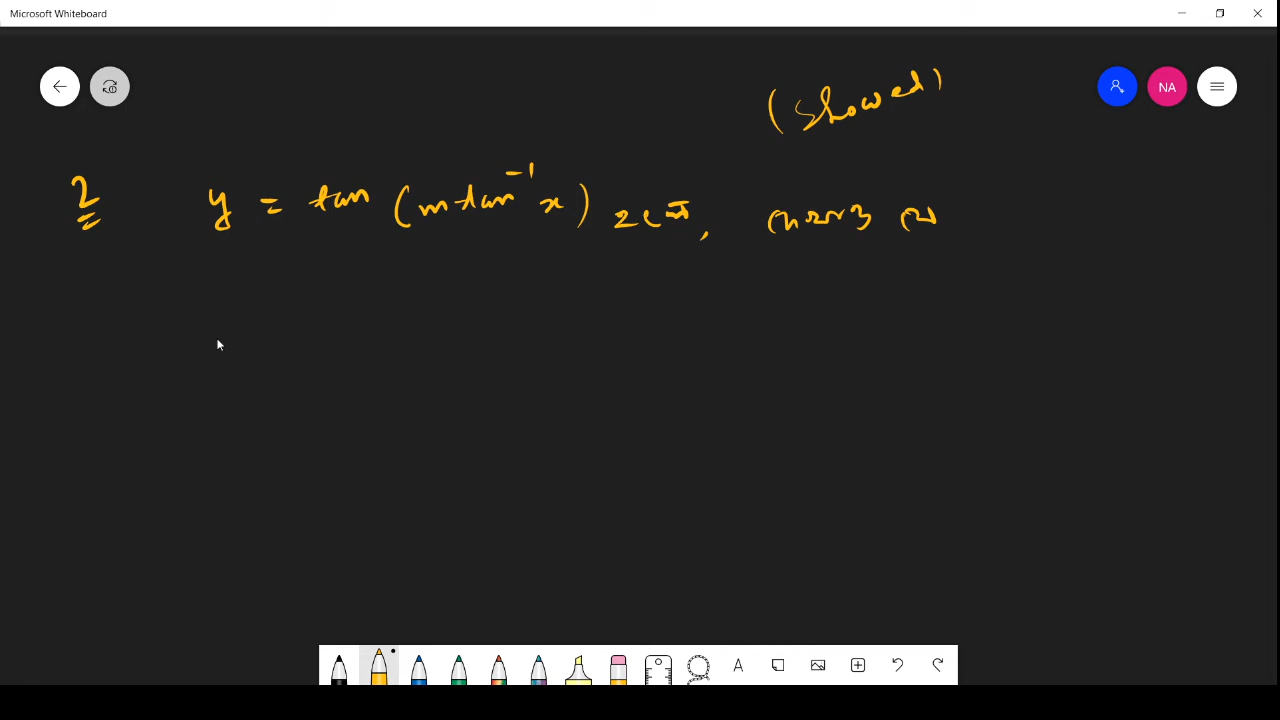 Microsoft Whiteboard
(Showed)
NA
2 y = tan (m tan⁻¹ x) হলে, দেখাও যে